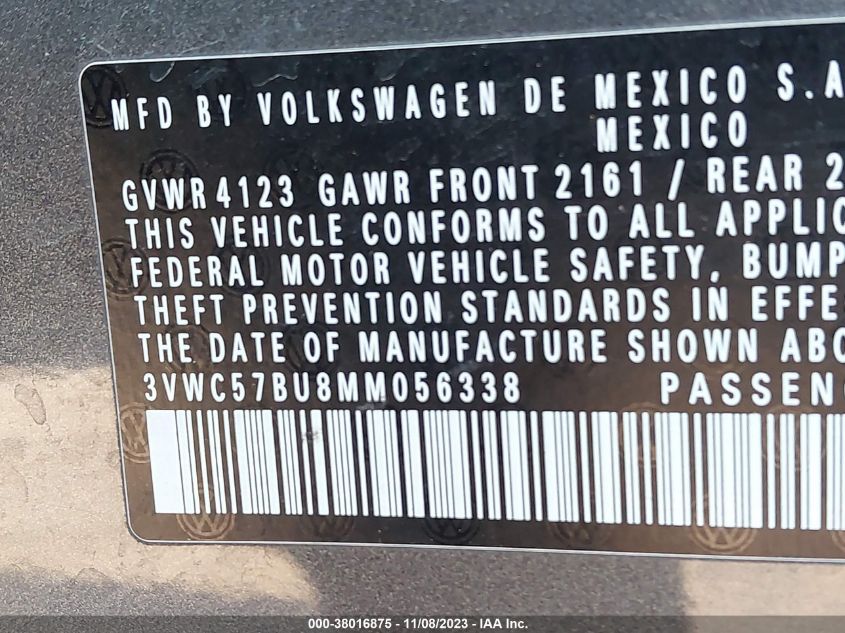 MFD BY VOLKSWAGEN DE MEXICO S.A
MEXICO
GVWR 4123 GAWR FRONT 2161 / REAR 2
THIS VEHICLE CONFORMS TO ALL APPLIC
FEDERAL MOTOR VEHICLE SAFETY, BUMP
THEFT PREVENTION STANDARDS IN EFFE
THE DATE OF MANUFACTURE SHOWN ABO
3VWC57BU8MM056338 PASSENG
000-38016875 - 11/08/2023 - IAA Inc.